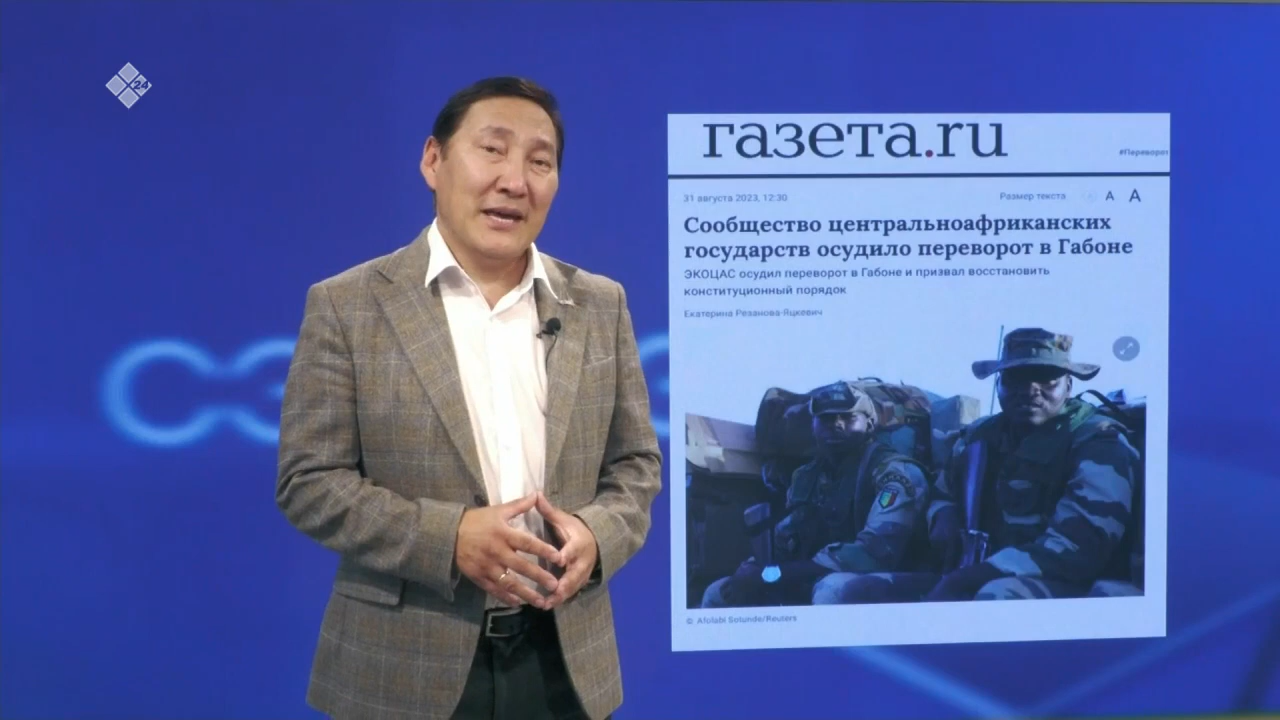 24
газета.ru
#Переворот
31 августа 2023, 12:30
Размер текста
А
А
Сообщество центральноафриканских
государств осудило переворот в Габоне
ЭКОЦАС осудил переворот в Габоне и призвал восстановить
конституционный порядок
Екатерина Резанова-Яцкевич
© Afolabi Sotunde/Reuters